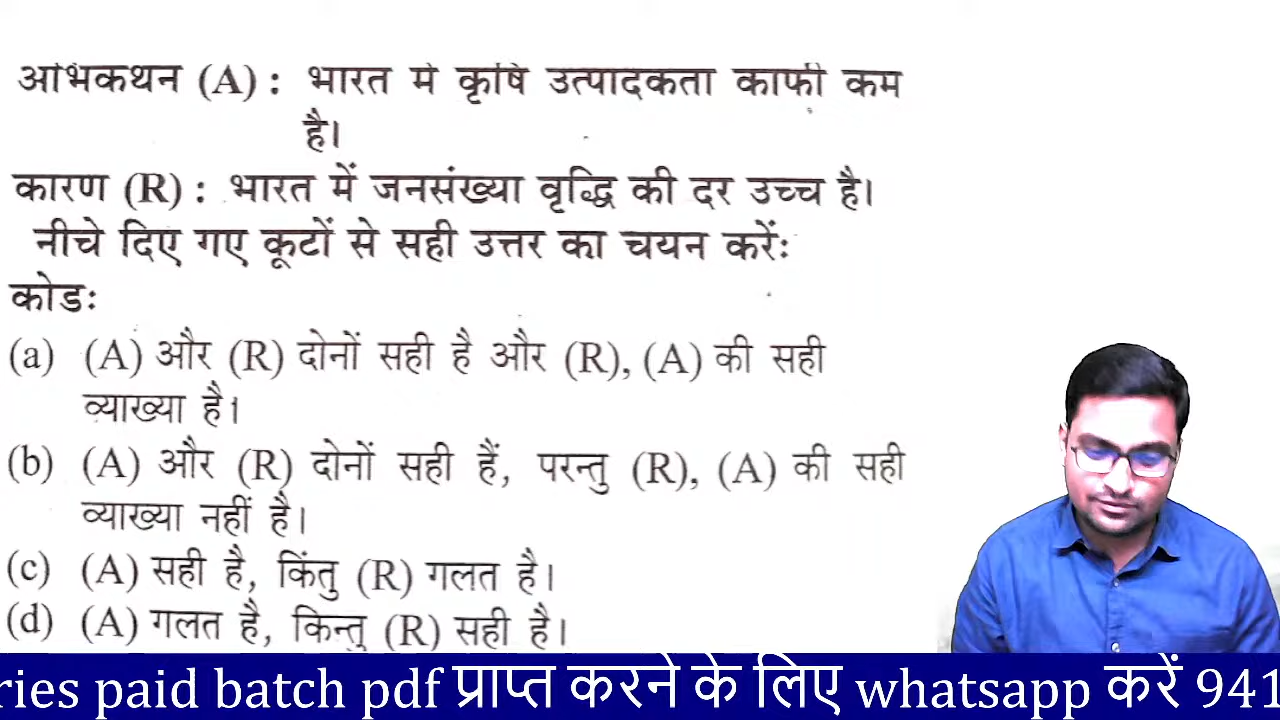 अभिकथन (A) : भारत में कृषि उत्पादकता काफी कम
है।
कारण (R) : भारत में जनसंख्या वृद्धि की दर उच्च है।
नीचे दिए गए कूटों से सही उत्तर का चयन करेंः
कोडः
(a) (A) और (R) दोनों सही है और (R), (A) की सही
व्याख्या है।
(b) (A) और (R) दोनों सही हैं, परन्तु (R), (A) की सही
व्याख्या नहीं है।
(c) (A) सही है, किंतु (R) गलत है।
(d) (A) गलत है, किन्तु (R) सही है।
ries paid batch pdf प्राप्त करने के लिए whatsapp करें 941